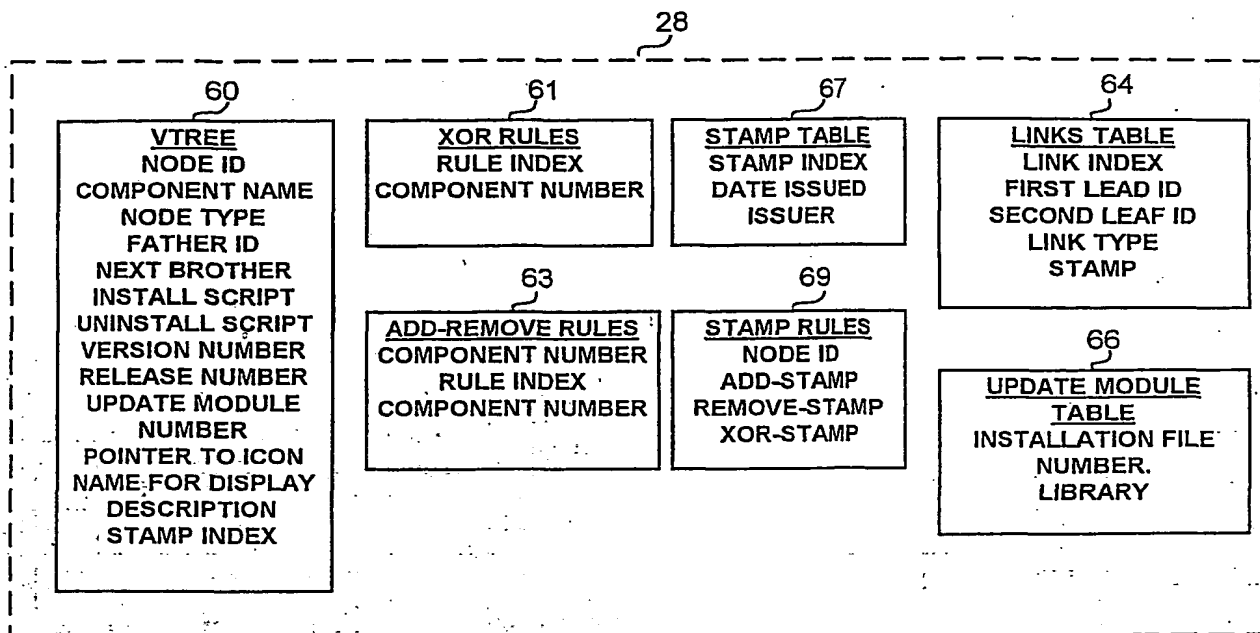 28
60
VTREE
NODE ID
COMPONENT NAME
NODE TYPE
FATHER ID
NEXT BROTHER
INSTALL SCRIPT
UNINSTALL SCRIPT
VERSION NUMBER
RELEASE NUMBER
UPDATE MODULE
NUMBER
POINTER TO ICON
NAME FOR DISPLAY
DESCRIPTION
STAMP INDEX
61
XOR RULES
RULE INDEX
COMPONENT NUMBER
67
STAMP TABLE
STAMP INDEX
DATE ISSUED
ISSUER
64
LINKS TABLE
LINK INDEX
FIRST LEAD ID
SECOND LEAF ID
LINK TYPE
STAMP
63
ADD-REMOVE RULES
COMPONENT NUMBER
RULE INDEX
COMPONENT NUMBER
69
STAMP RULES
NODE ID
ADD-STAMP
REMOVE-STAMP
XOR-STAMP
66
UPDATE MODULE
TABLE
INSTALLATION FILE
NUMBER.
LIBRARY